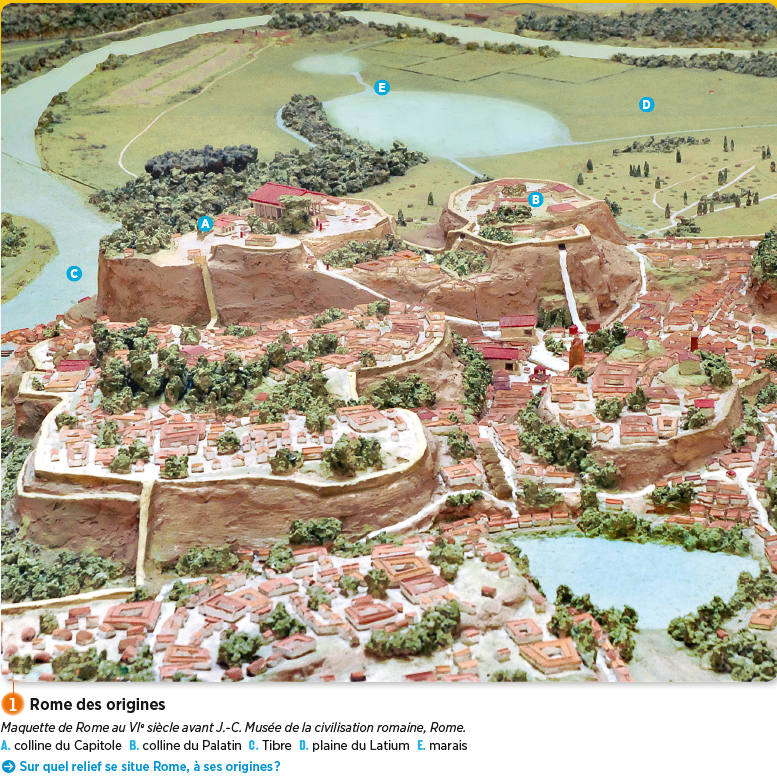 E
D
B
A
C
1 Rome des origines
Maquette de Rome au VIe siècle avant J.-C. Musée de la civilisation romaine, Rome.
A. colline du Capitole B. colline du Palatin C. Tibre D. plaine du Latium E. marais
Sur quel relief se situe Rome, à ses origines ?